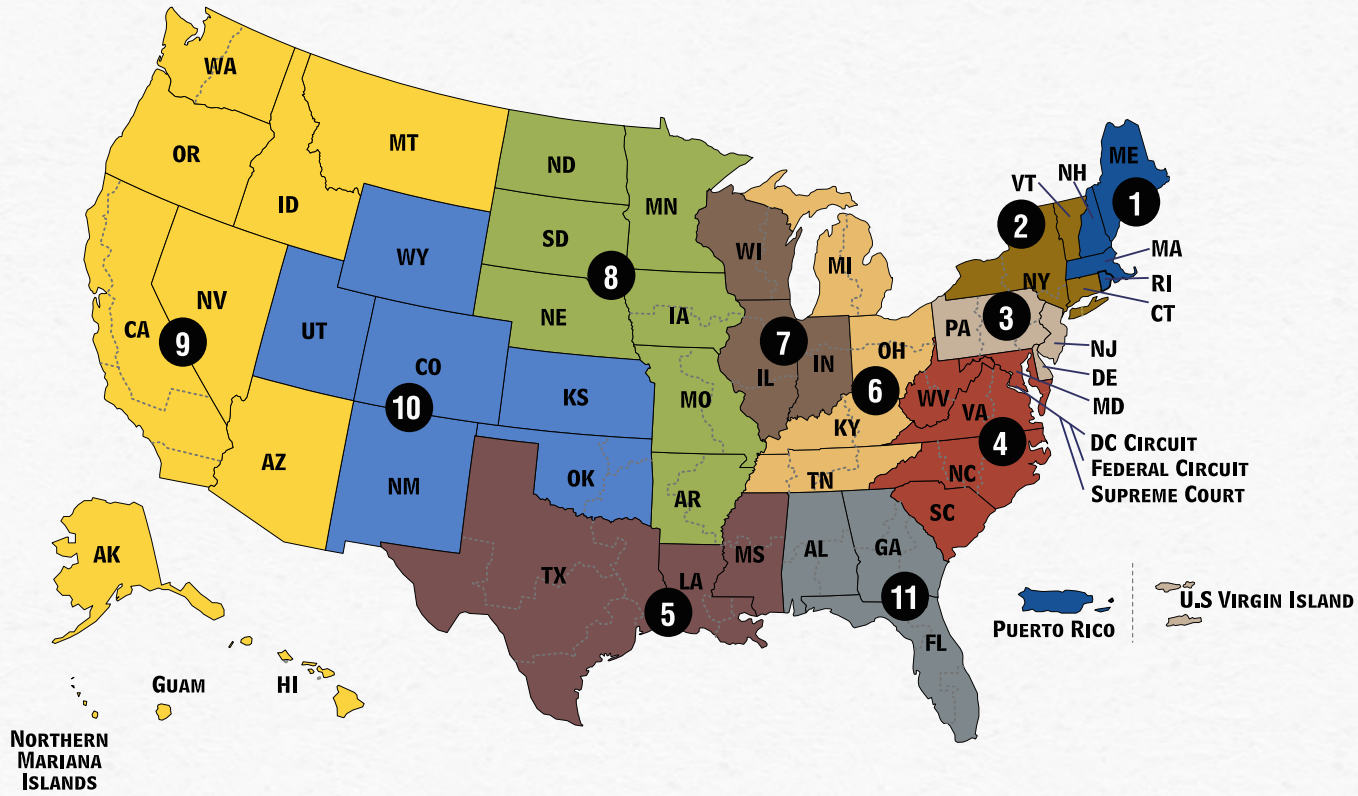 WA
OR
ID
MT
CA
NV
9
AZ
AK
HI
GUAM
NORTHERN
MARIANA
ISLANDS
WY
UT
CO
10
KS
NM
OK
ND
SD
8
NE
MN
IA
MO
AR
TX
LA
5
MS
WI
7
IL
IN
MI
OH
6
KY
TN
AL
GA
11
FL
WV
VA
4
NC
SC
PA
3
NY
2
VT
NH
ME
1
MA
RI
CT
NJ
DE
MD
DC CIRCUIT
FEDERAL CIRCUIT
SUPREME COURT
PUERTO RICO
U.S VIRGIN ISLAND